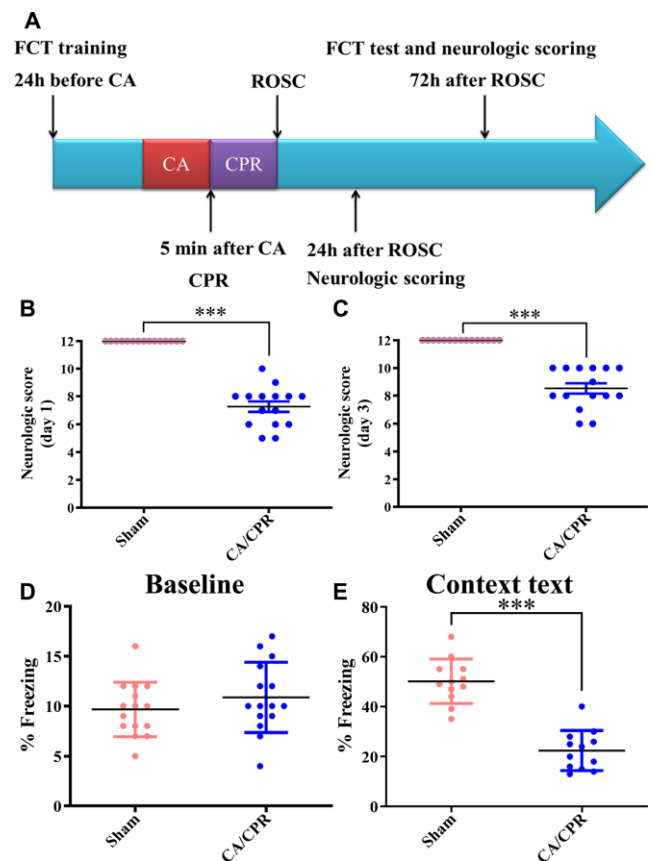 A
FCT training
24h before CA
ROSC
FCT test and neurologic scoring
72h after ROSC
CA
CPR
5 min after CA
CPR
24h after ROSC
Neurologic scoring
B
***
12
10
8
6
4
2
0
Neurologic score
(day 1)
Sham
CA/CPR
C
***
12
10
8
6
4
2
0
Neurologic score
(day 3)
Sham
CA/CPR
D
Baseline
20
15
10
5
0
% Freezing
Sham
CA/CPR
E
Context text
***
80
60
40
20
0
% Freezing
Sham
CA/CPR